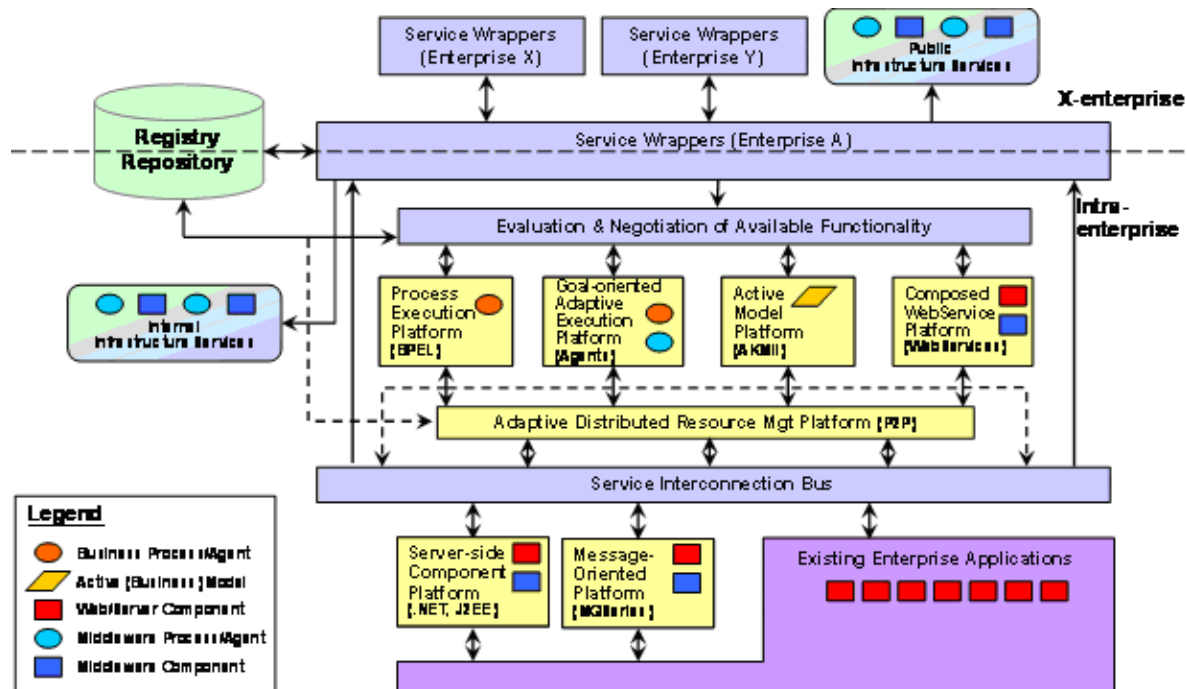 Service Wrappers
(Enterprise X)
Service Wrappers
(Enterprise Y)
Public
Infrastructure Services
X-enterprise
Registry
Repository
Service Wrappers (Enterprise A)
Intra-
enterprise
Evaluation & Negotiation of Available Functionality
Internal
Infrastructure Services
Process
Execution
Platform
[BPEL]
Goal-oriented
Adaptive
Execution
Platform
[Agents]
Active
Model
Platform
[AKMii]
Composed
WebService
Platform
[WebServices]
Adaptive Distributed Resource Mgt Platform [P2P]
Service Interconnection Bus
Server-side
Component
Platform
[.NET, J2EE]
Message-
Oriented
Platform
[MQSeries]
Existing Enterprise Applications
Legend
Business Process/Agent
Active (Business) Model
Web/Server Component
Middleware Process/Agent
Middleware Component